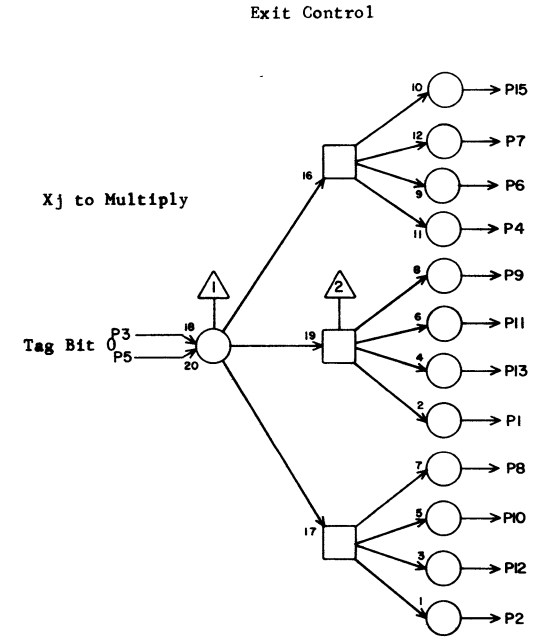 Exit Control
10
P15
12
P7
16
9
P6
Xj to Multiply
11
P4
8
P9
1
2
6
P11
P3
18
19
Tag Bit 0
P5
20
4
P13
2
P1
7
P8
5
P10
17
3
P12
1
P2